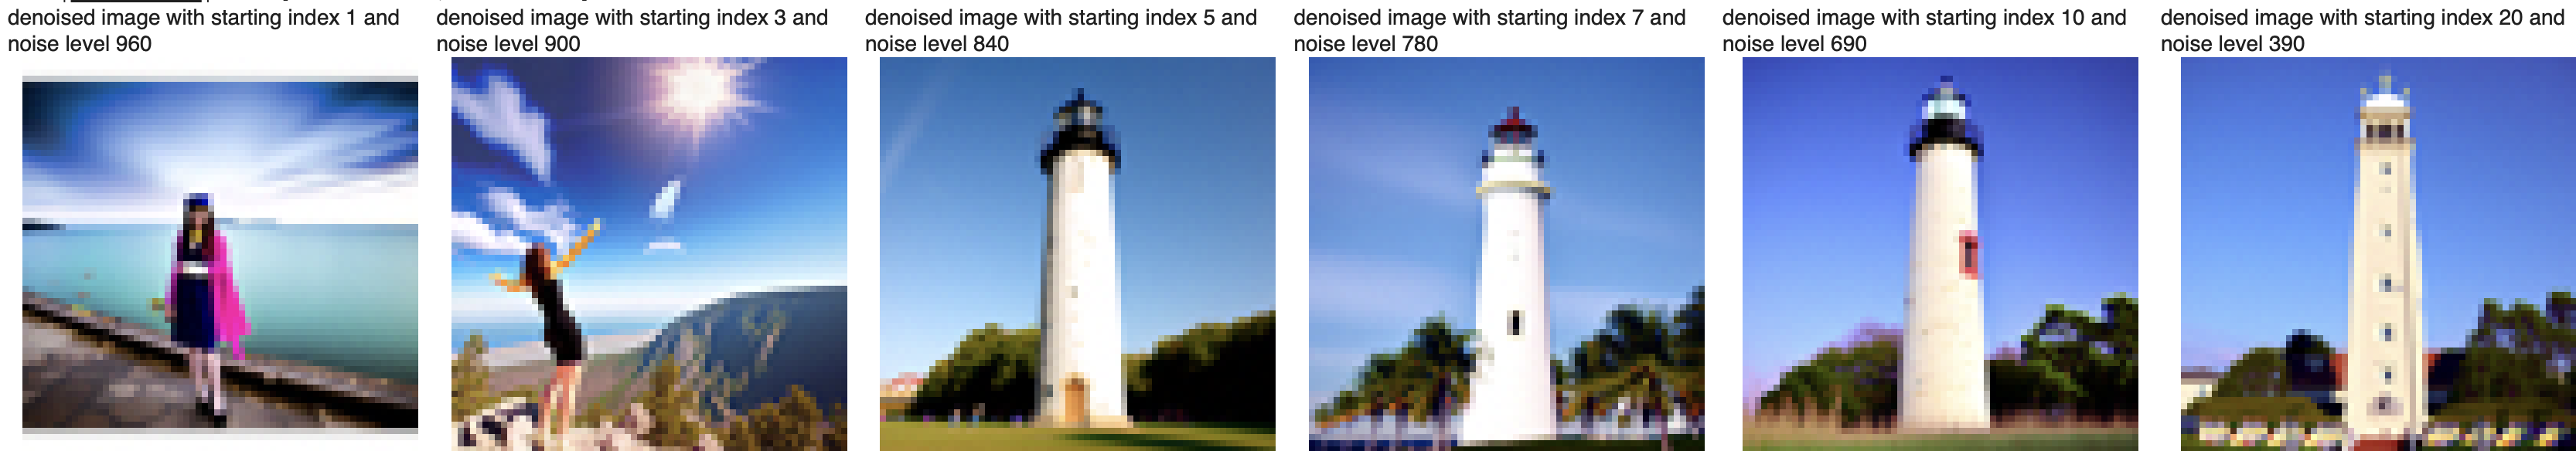 denoised image with starting index 1 and
noise level 960
denoised image with starting index 3 and
noise level 900
denoised image with starting index 5 and
noise level 840
denoised image with starting index 7 and
noise level 780
denoised image with starting index 10 and
noise level 690
denoised image with starting index 20 and
noise level 390